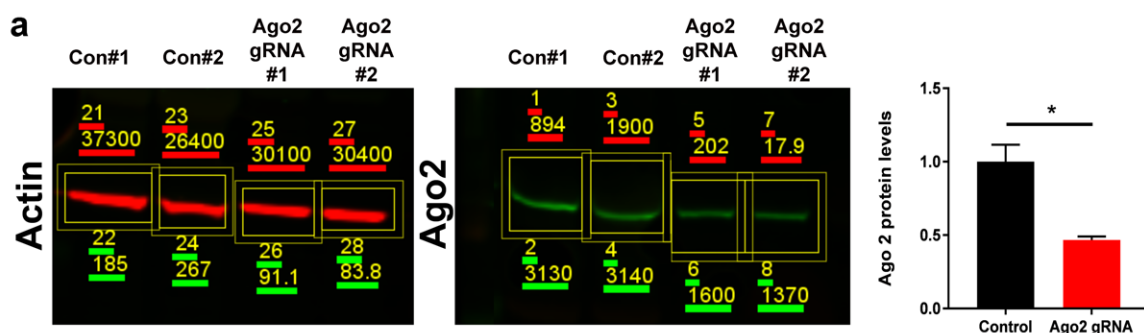 a
Con#1 Con#2 Ago2 gRNA #1 Ago2 gRNA #2
Actin
21 23 25 27
37300 26400 30100 30400
22 24 26 28
185 267 91.1 83.8
Con#1 Con#2 Ago2 gRNA #1 Ago2 gRNA #2
Ago2
1 3 5 7
894 1900 202 17.9
2 4 6 8
3130 3140 1600 1370
Ago 2 protein levels
1.5
1.0
0.5
0.0
*
Control Ago2 gRNA